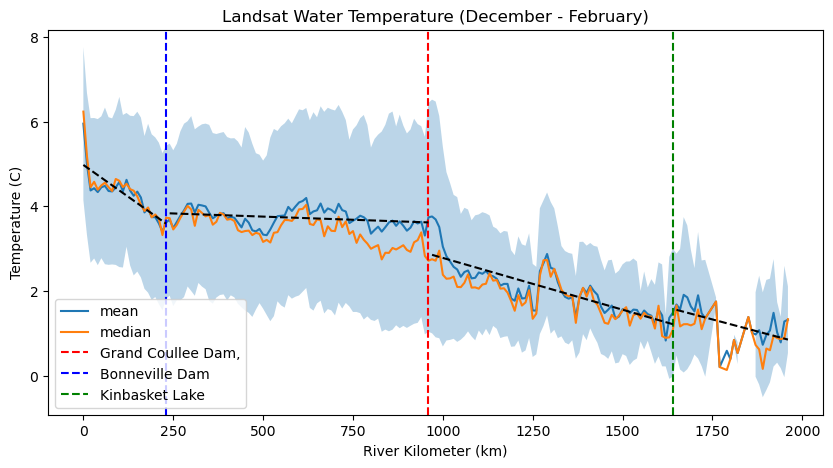 Landsat Water Temperature (December - February)
8
6
4
2
0
Temperature (C)
mean
median
Grand Coullee Dam,
Bonneville Dam
Kinbasket Lake
0 250 500 750 1000 1250 1500 1750 2000
River Kilometer (km)